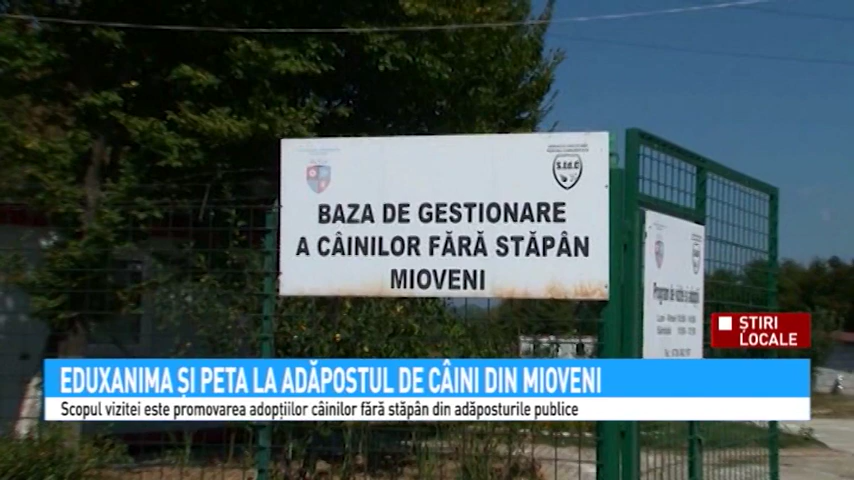 BAZA DE GESTIONARE
A CÂINILOR FĂRĂ STĂPÂN
MIOVENI
ȘTIRI
LOCALE
EDUXANIMA ȘI PETA LA ADĂPOSTUL DE CÂINI DIN MIOVENI
Scopul vizitei este promovarea adopțiilor câinilor fără stăpân din adăposturile publice